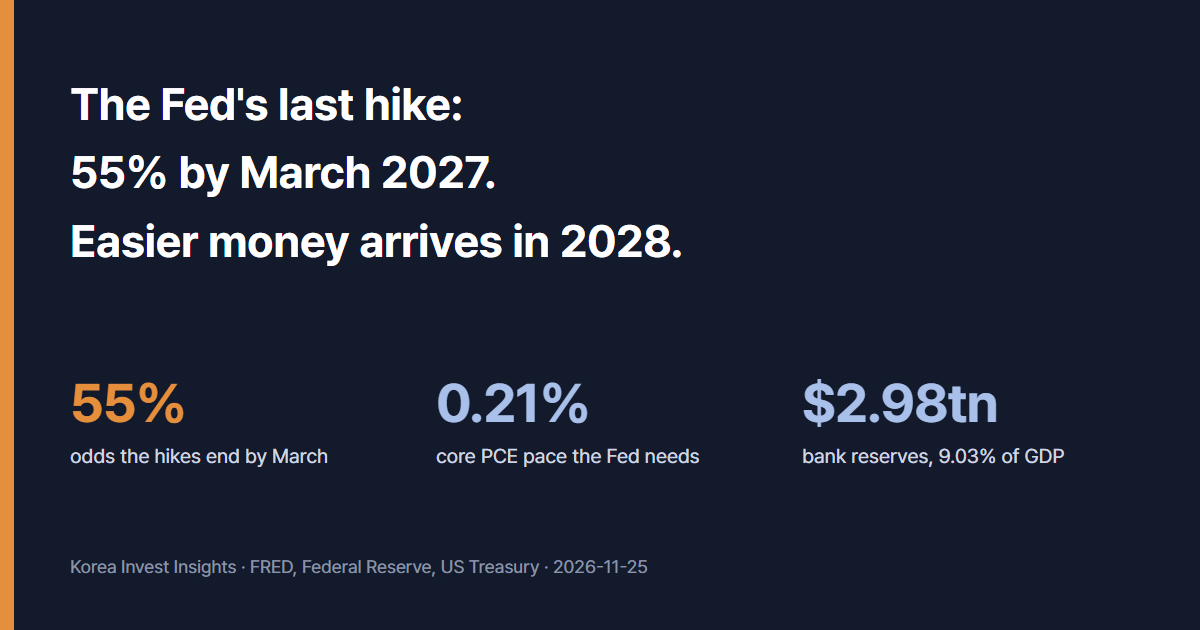 The Fed's last hike:
55% by March 2027.
Easier money arrives in 2028.
55%
odds the hikes end by March
0.21%
core PCE pace the Fed needs
$2.98tn
bank reserves, 9.03% of GDP
Korea Invest Insights · FRED, Federal Reserve, US Treasury · 2026-11-25